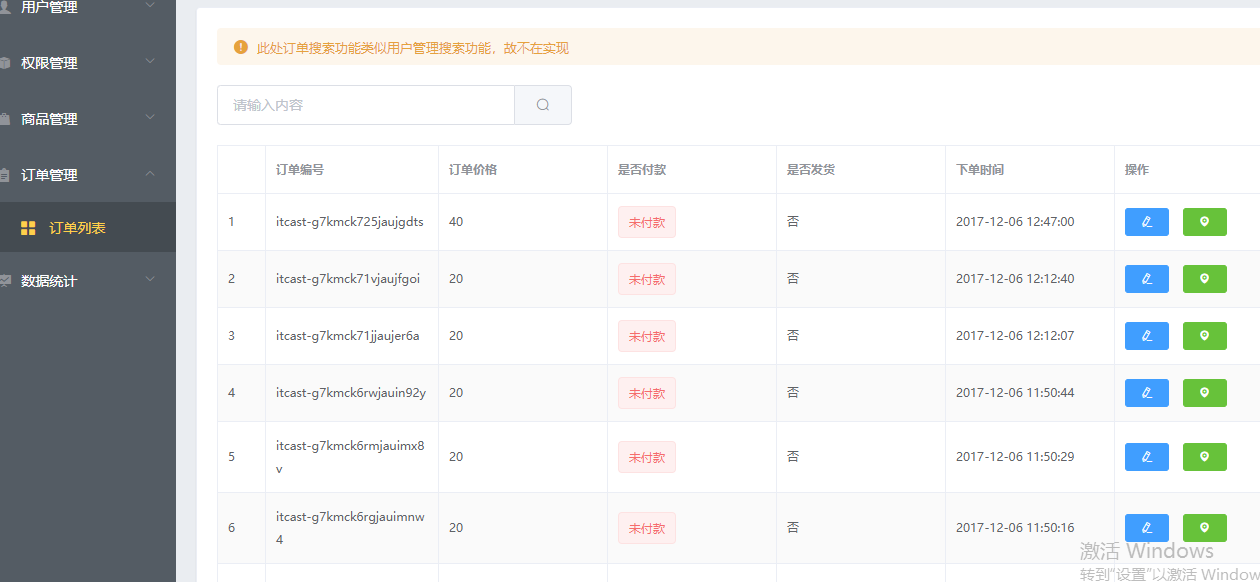 用户管理
权限管理
商品管理
订单管理
订单列表
数据统计
此处订单搜索功能类似用户管理搜索功能，故不在实现
请输入内容
订单编号 订单价格 是否付款 是否发货 下单时间 操作
1 itcast-g7kmck725jaujgdts 40 未付款 否 2017-12-06 12:47:00
2 itcast-g7kmck71vjaujfgoi 20 未付款 否 2017-12-06 12:12:40
3 itcast-g7kmck71jjaujer6a 20 未付款 否 2017-12-06 12:12:07
4 itcast-g7kmck6rwjauin92y 20 未付款 否 2017-12-06 11:50:44
5 itcast-g7kmck6rmjauimx8 20 未付款 否 2017-12-06 11:50:29
v
6 itcast-g7kmck6rgjauimnw 20 未付款 否 2017-12-06 11:50:16
4
激活 Windows
转到"设置"以激活 Window